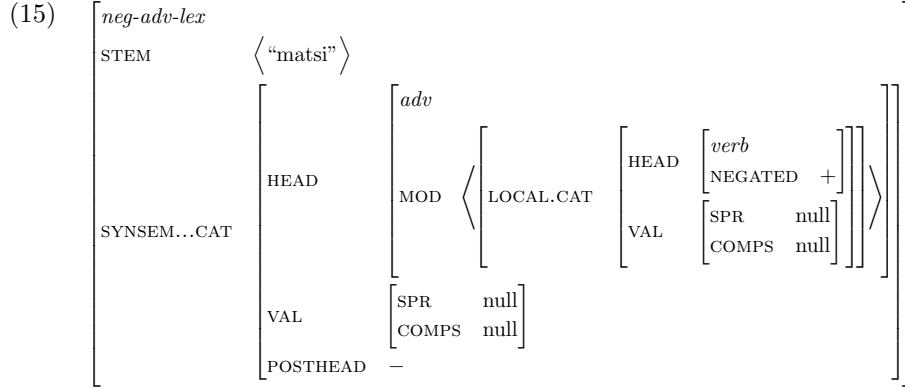 (15) neg-adv-lex
STEM ⟨“matsi”⟩
adv
HEAD verb
NEGATED +
HEAD MOD ⟨ LOCAL.CAT ⟩
SPR null
VAL
COMPS null
SYNSEM...CAT
SPR null
VAL
COMPS null
POSTHEAD −